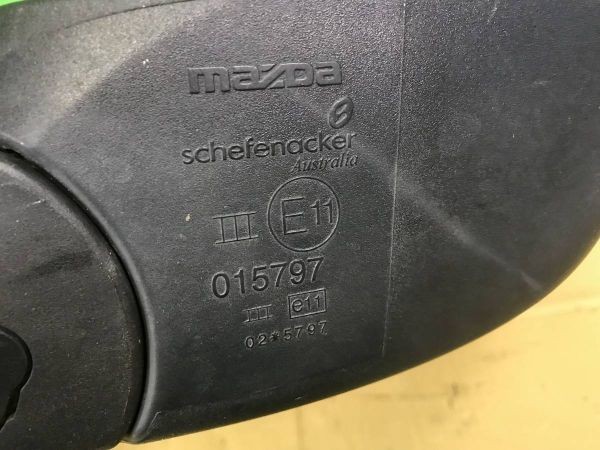 mazda
schefenacker
Australia
III E11
015797
III e11
02*5797